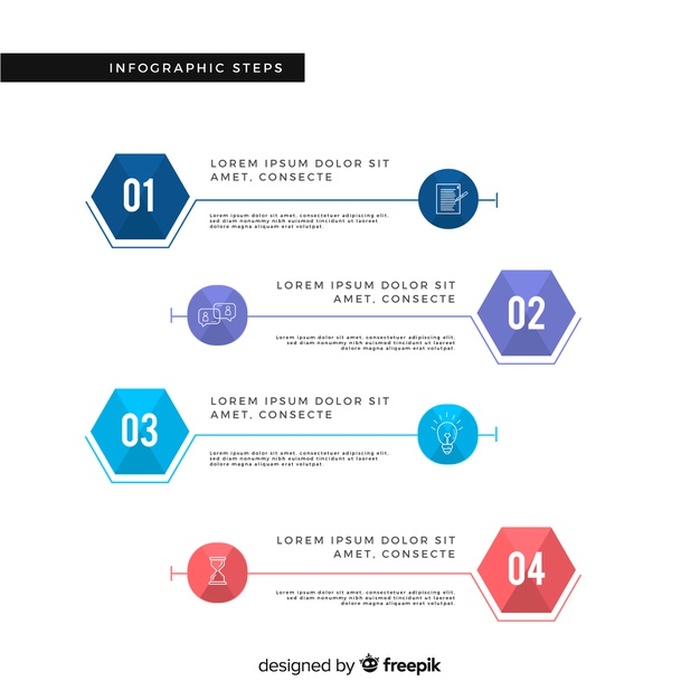 INFOGRAPHIC STEPS
01
LOREM IPSUM DOLOR SIT
AMET, CONSECTE
Lorem ipsum dolor sit amet, consectetuer adipiscing elit,
sed diam nonummy nibh euismod tincidunt ut laoreet
dolore magna aliquam erat volutpat.
LOREM IPSUM DOLOR SIT
AMET, CONSECTE
02
Lorem ipsum dolor sit amet, consectetuer adipiscing elit,
sed diam nonummy nibh euismod tincidunt ut laoreet
dolore magna aliquam erat volutpat.
03
LOREM IPSUM DOLOR SIT
AMET, CONSECTE
Lorem ipsum dolor sit amet, consectetuer adipiscing elit,
sed diam nonummy nibh euismod tincidunt ut laoreet
dolore magna aliquam erat volutpat.
LOREM IPSUM DOLOR SIT
AMET, CONSECTE
04
Lorem ipsum dolor sit amet, consectetuer adipiscing elit,
sed diam nonummy nibh euismod tincidunt ut laoreet
dolore magna aliquam erat volutpat.
designed by freepik